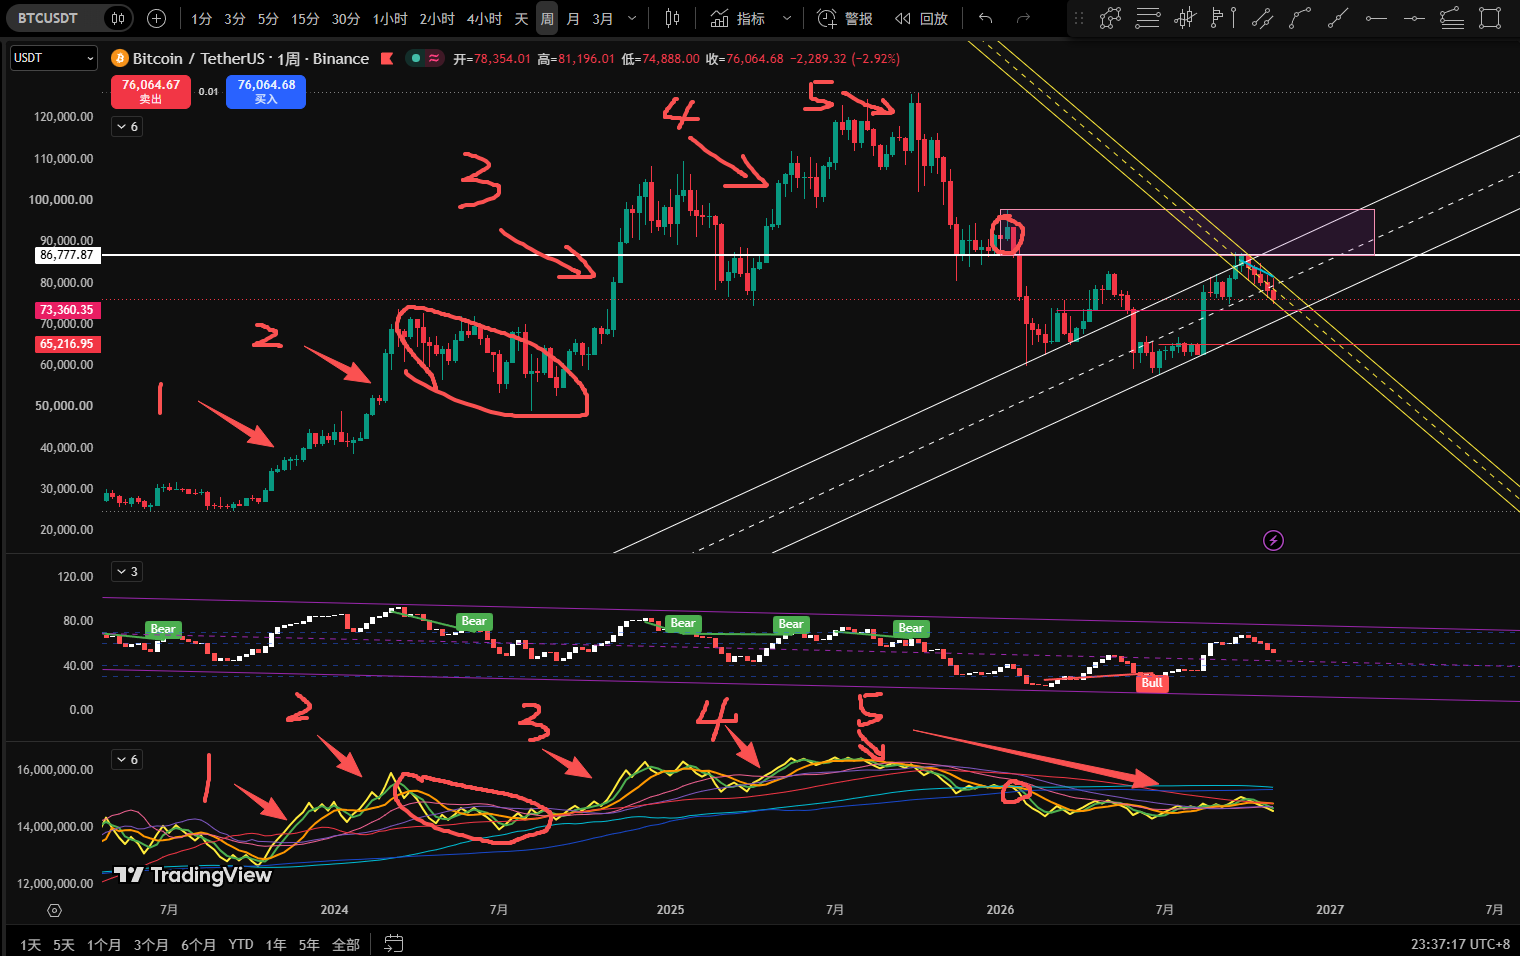 BTCUSDT 1分 3分 5分 15分 30分 1小时 2小时 4小时 天 周 月 3月 指标 警报 回放
USDT Bitcoin / TetherUS · 1周 · Binance 开=78,354.01 高=81,196.01 低=74,888.00 收=76,064.68 −2,289.32 (−2.92%)
76,064.67 卖出 0.01 76,064.68 买入
6
120,000.00
110,000.00
100,000.00
90,000.00
86,777.87
80,000.00
73,360.35
70,000.00
65,216.95
60,000.00
50,000.00
40,000.00
30,000.00
20,000.00
1
2
3
4
5
3
120.00
80.00
40.00
0.00
Bear
Bear
Bear
Bear
Bear
Bull
6
16,000,000.00
14,000,000.00
12,000,000.00
1
2
3
4
5
TradingView
7月 2024 7月 2025 7月 2026 7月 2027 7月
1天 5天 1个月 3个月 6个月 YTD 1年 5年 全部 23:37:17 UTC+8